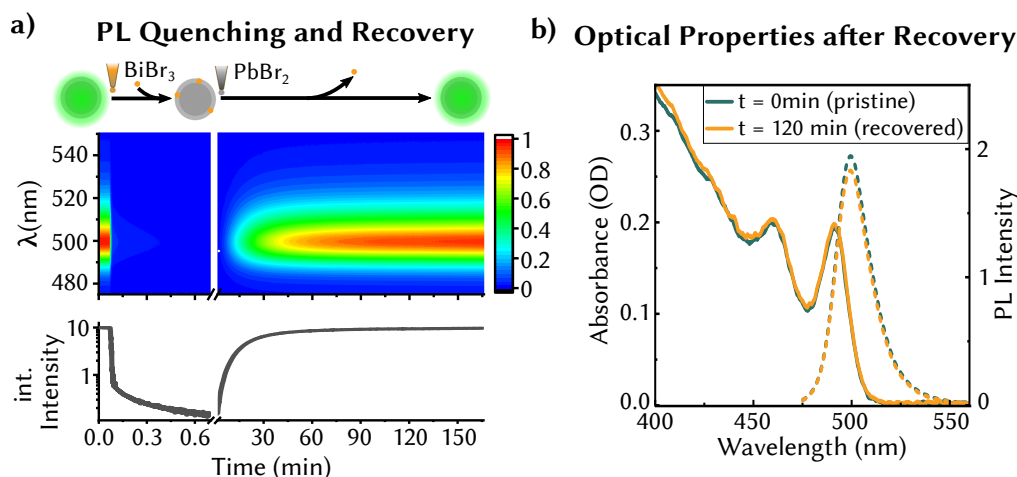 a) PL Quenching and Recovery
BiBr3 PbBr2
λ(nm)
540
520
500
480
1
0.8
0.6
0.4
0.2
0
int.
Intensity
10
1
0.0 0.3 0.6 30 60 90 120 150
Time (min)
b) Optical Properties after Recovery
t = 0min (pristine)
t = 120 min (recovered)
Absorbance (OD)
0.3
0.2
0.1
0.0
PL Intensity
2
1
0
400 450 500 550
Wavelength (nm)